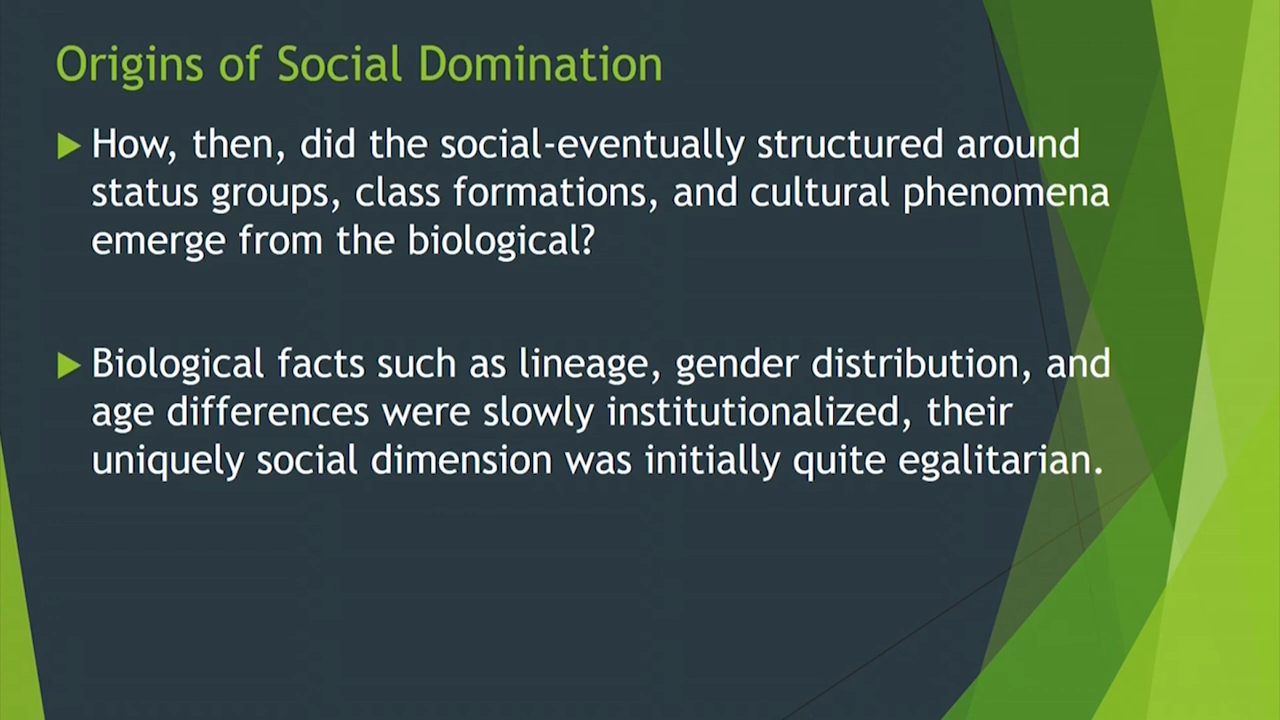 Origins of Social Domination
How, then, did the social-eventually structured around
status groups, class formations, and cultural phenomena
emerge from the biological?
Biological facts such as lineage, gender distribution, and
age differences were slowly institutionalized, their
uniquely social dimension was initially quite egalitarian.